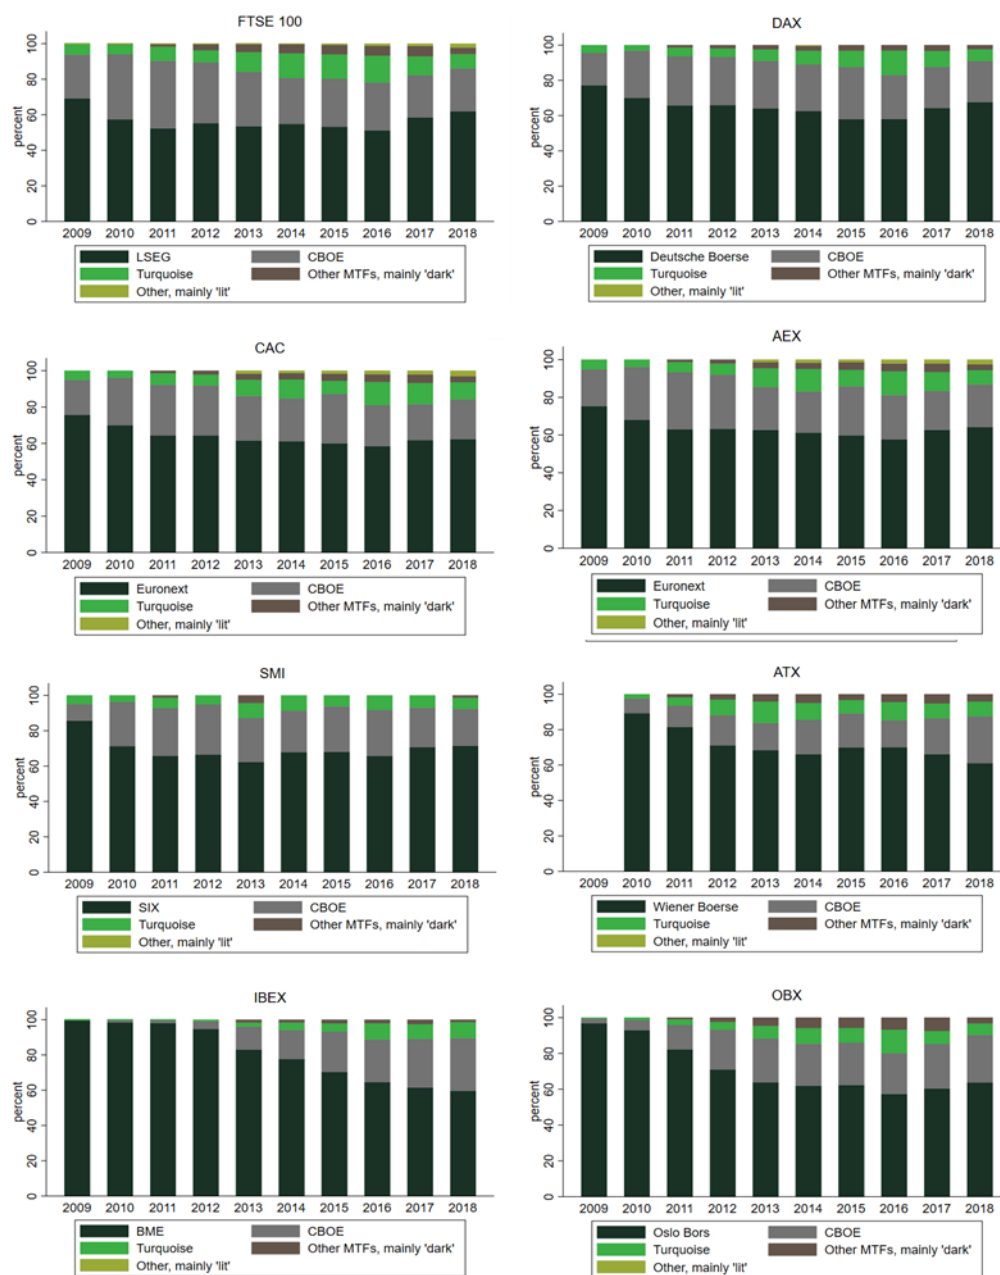 FTSE 100
percent
100
80
60
40
20
0
2009 2010 2011 2012 2013 2014 2015 2016 2017 2018
LSEG CBOE
Turquoise Other MTFs, mainly 'dark'
Other, mainly 'lit'
DAX
percent
100
80
60
40
20
0
2009 2010 2011 2012 2013 2014 2015 2016 2017 2018
Deutsche Boerse CBOE
Turquoise Other MTFs, mainly 'dark'
Other, mainly 'lit'
CAC
percent
100
80
60
40
20
0
2009 2010 2011 2012 2013 2014 2015 2016 2017 2018
Euronext CBOE
Turquoise Other MTFs, mainly 'dark'
Other, mainly 'lit'
AEX
percent
100
80
60
40
20
0
2009 2010 2011 2012 2013 2014 2015 2016 2017 2018
Euronext CBOE
Turquoise Other MTFs, mainly 'dark'
Other, mainly 'lit'
SMI
percent
100
80
60
40
20
0
2009 2010 2011 2012 2013 2014 2015 2016 2017 2018
SIX CBOE
Turquoise Other MTFs, mainly 'dark'
Other, mainly 'lit'
ATX
percent
100
80
60
40
20
0
2009 2010 2011 2012 2013 2014 2015 2016 2017 2018
Wiener Boerse CBOE
Turquoise Other MTFs, mainly 'dark'
Other, mainly 'lit'
IBEX
percent
100
80
60
40
20
0
2009 2010 2011 2012 2013 2014 2015 2016 2017 2018
BME CBOE
Turquoise Other MTFs, mainly 'dark'
Other, mainly 'lit'
OBX
percent
100
80
60
40
20
0
2009 2010 2011 2012 2013 2014 2015 2016 2017 2018
Oslo Bors CBOE
Turquoise Other MTFs, mainly 'dark'
Other, mainly 'lit'